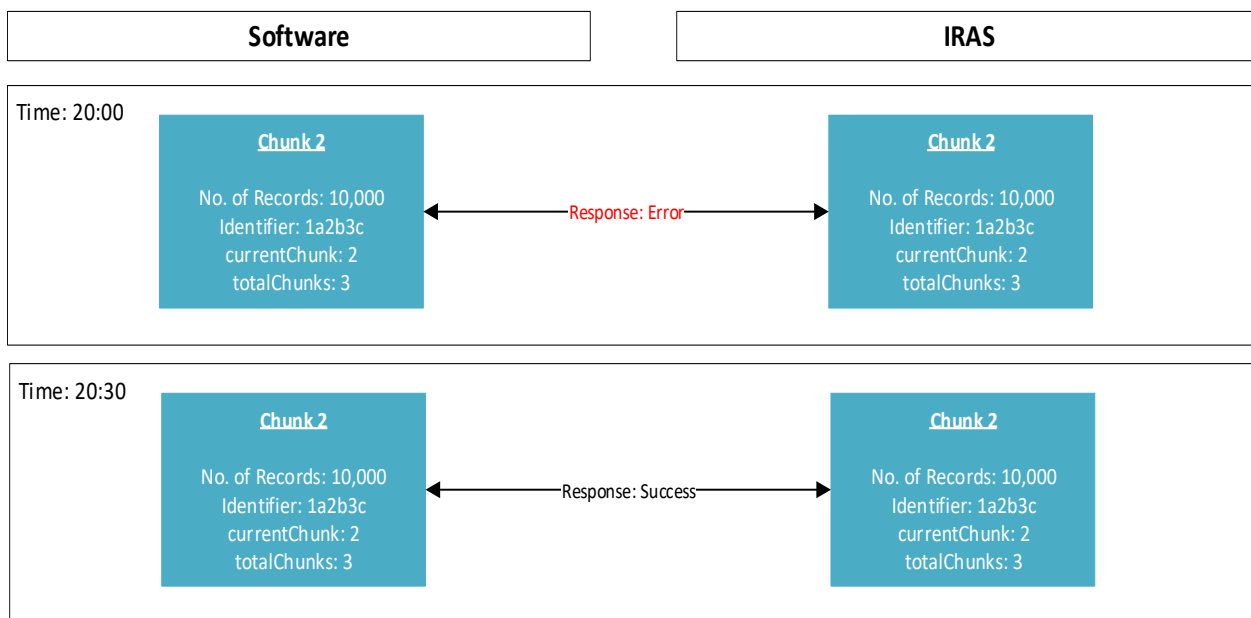 Software
IRAS
Time: 20:00
Chunk 2
No. of Records: 10,000
Identifier: 1a2b3c
currentChunk: 2
totalChunks: 3
Response: Error
Chunk 2
No. of Records: 10,000
Identifier: 1a2b3c
currentChunk: 2
totalChunks: 3
Time: 20:30
Chunk 2
No. of Records: 10,000
Identifier: 1a2b3c
currentChunk: 2
totalChunks: 3
Response: Success
Chunk 2
No. of Records: 10,000
Identifier: 1a2b3c
currentChunk: 2
totalChunks: 3